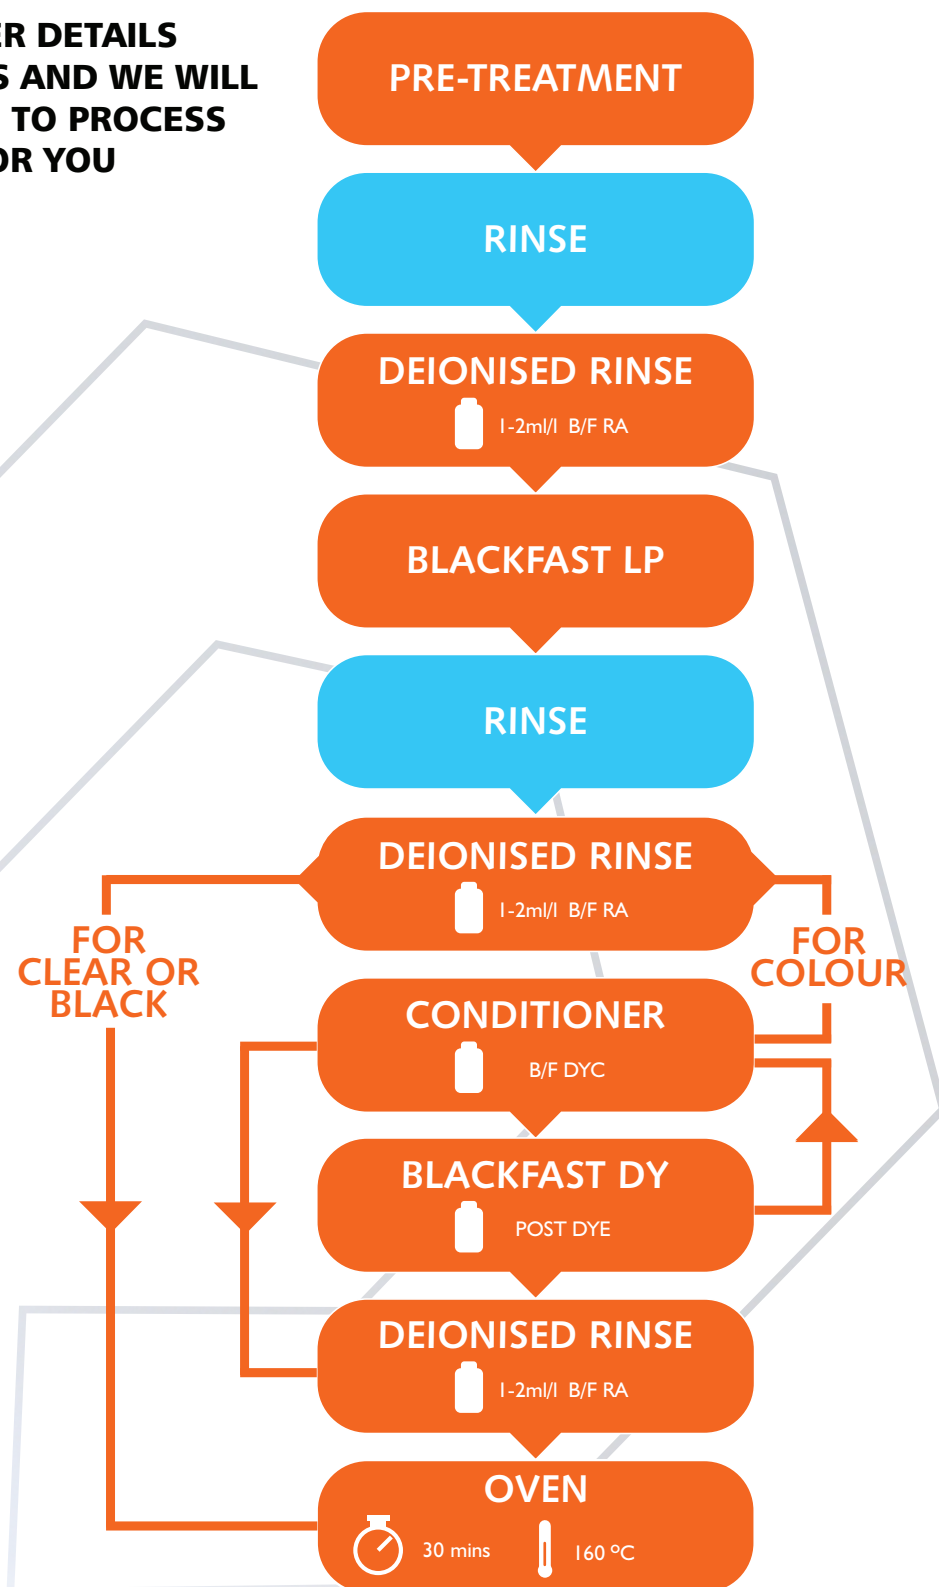 ER DETAILS
S AND WE WILL
TO PROCESS
OR YOU
PRE-TREATMENT
RINSE
DEIONISED RINSE
1-2ml/l B/F RA
BLACKFAST LP
RINSE
DEIONISED RINSE
1-2ml/l B/F RA
FOR
CLEAR OR
BLACK
FOR
COLOUR
CONDITIONER
B/F DYC
BLACKFAST DY
POST DYE
DEIONISED RINSE
1-2ml/l B/F RA
OVEN
30 mins
160 ºC